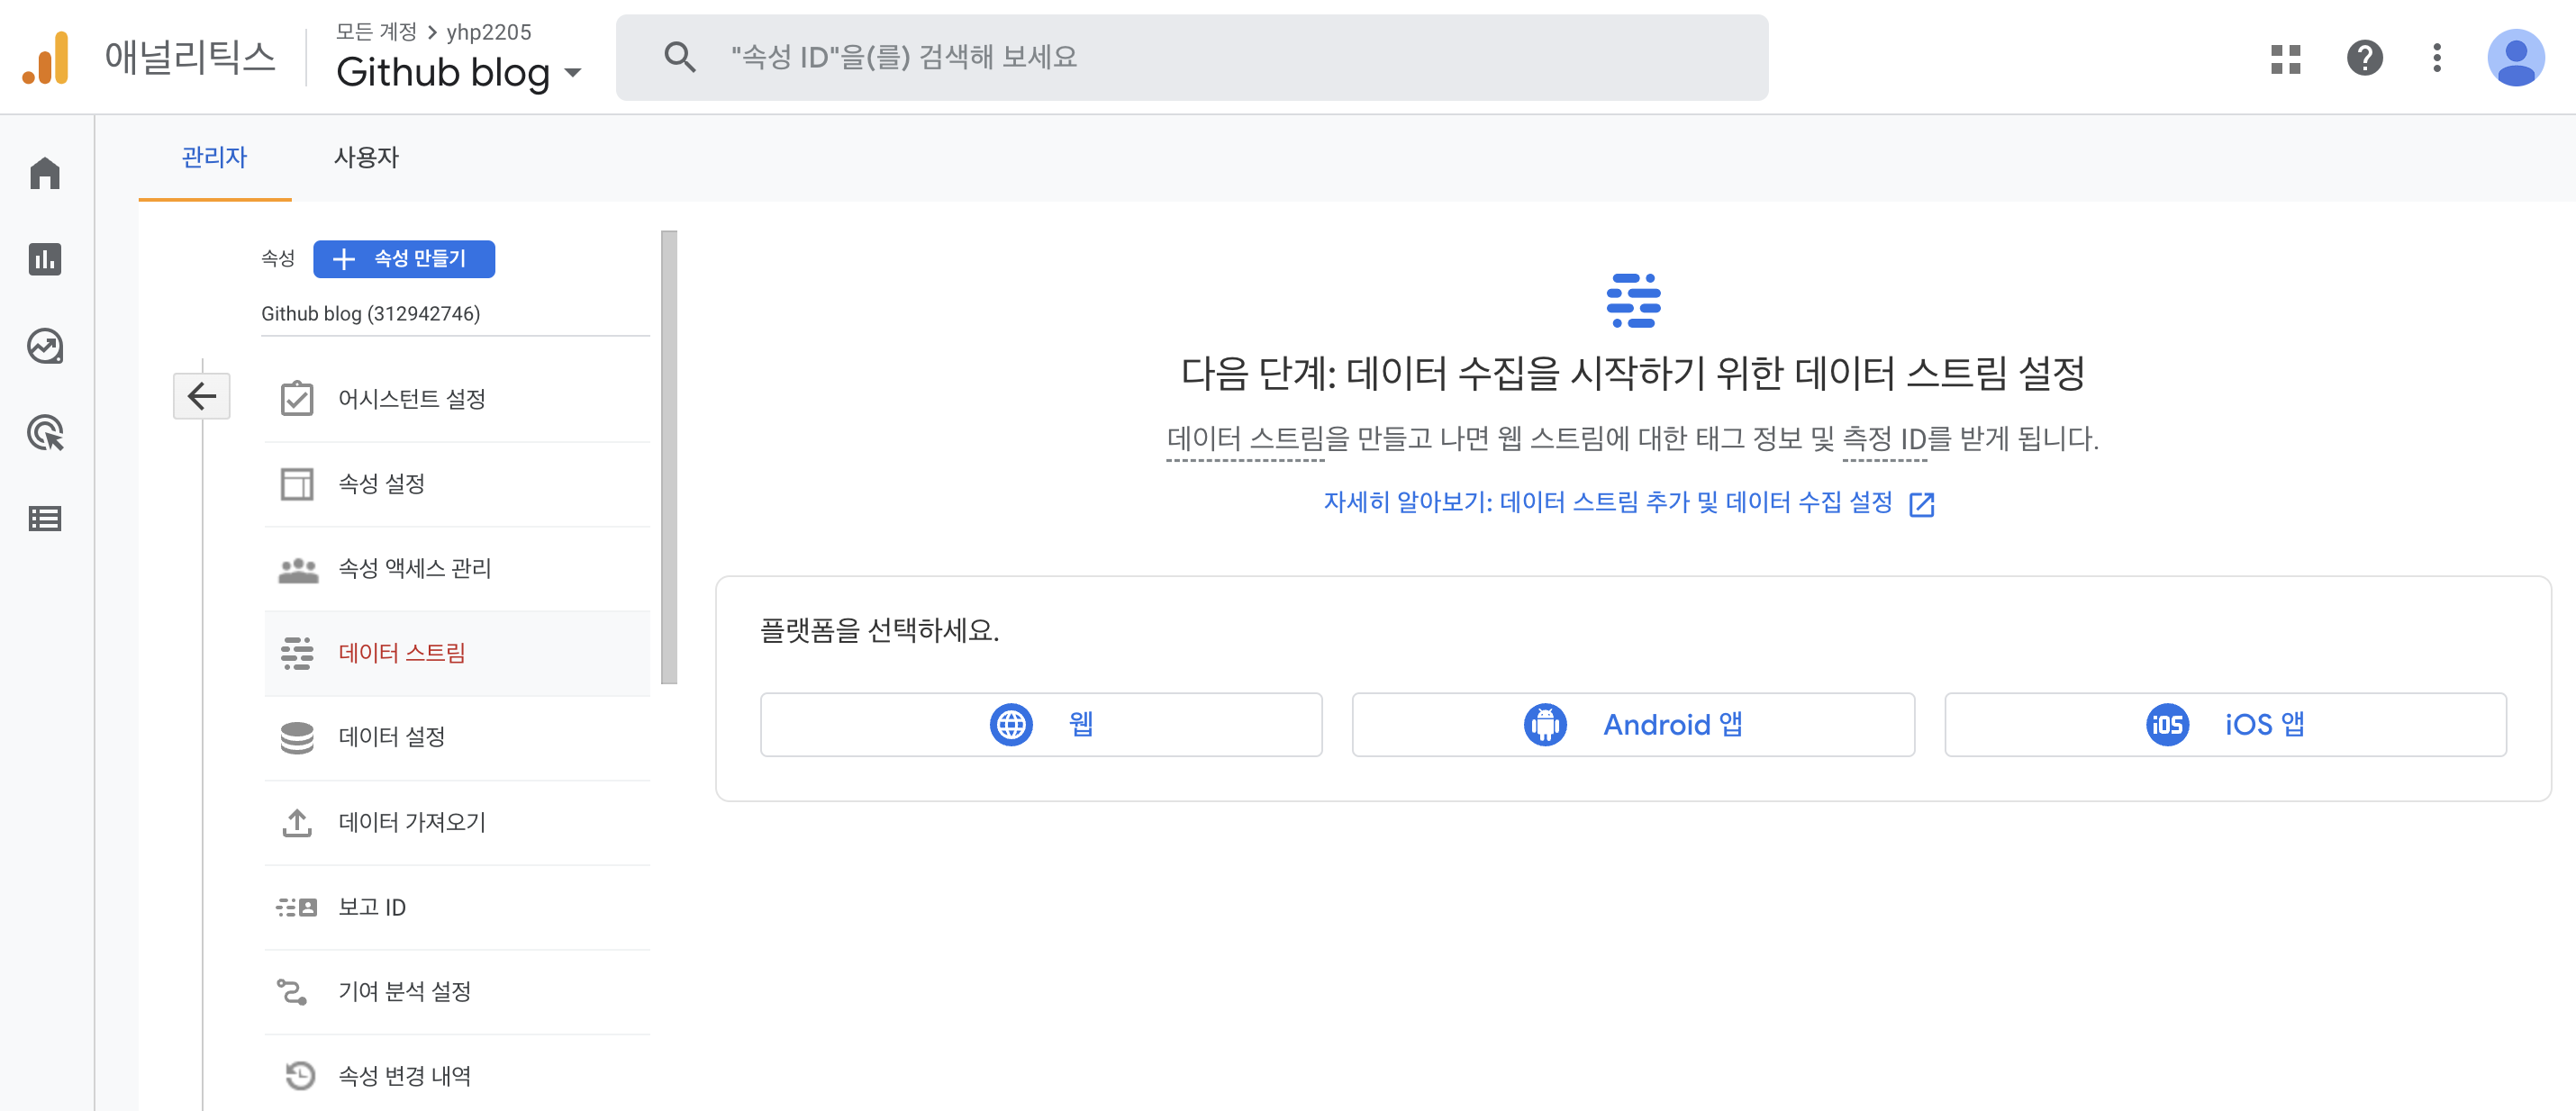 애널리틱스
모든 계정 > yhp2205
Github blog
"속성 ID"을(를) 검색해 보세요
관리자
사용자
속성
속성 만들기
Github blog (312942746)
어시스턴트 설정
속성 설정
속성 액세스 관리
데이터 스트림
데이터 설정
데이터 가져오기
보고 ID
기여 분석 설정
속성 변경 내역
다음 단계: 데이터 수집을 시작하기 위한 데이터 스트림 설정
데이터 스트림을 만들고 나면 웹 스트림에 대한 태그 정보 및 측정 ID를 받게 됩니다.
자세히 알아보기: 데이터 스트림 추가 및 데이터 수집 설정
플랫폼을 선택하세요.
웹
Android 앱
iOS iOS 앱